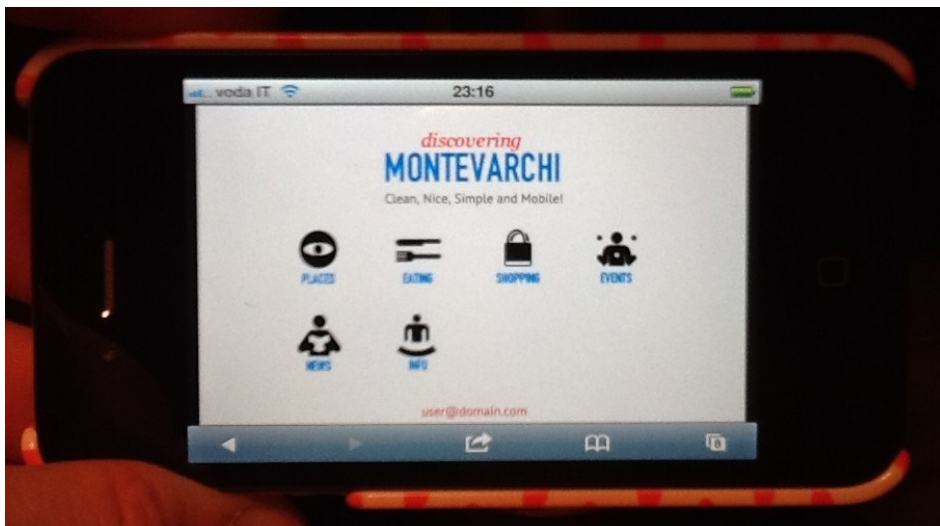 voda IT 23:16
discovering
MONTEVARCHI
Clean, Nice, Simple and Mobile!
PLACES EATING SHOPPING EVENTS
NEWS INFO
user@domain.com